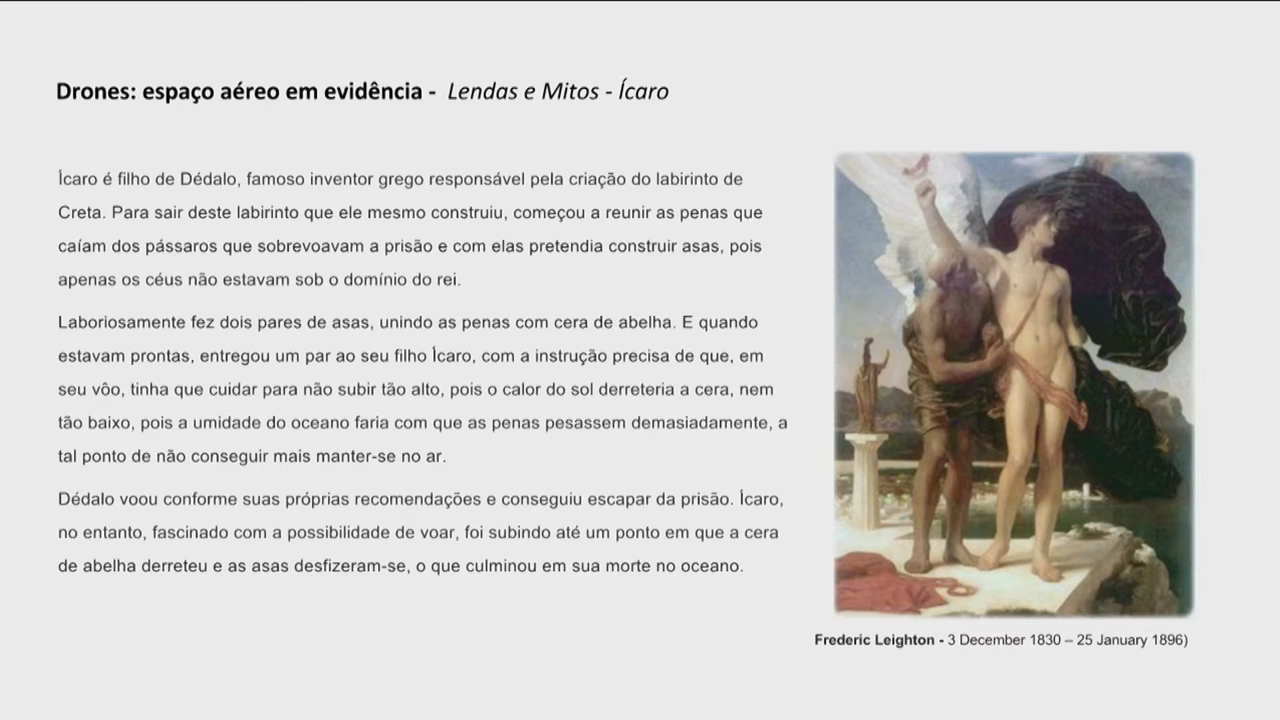 Drones: espaço aéreo em evidência - Lendas e Mitos - Ícaro
Ícaro é filho de Dédalo, famoso inventor grego responsável pela criação do labirinto de
Creta. Para sair deste labirinto que ele mesmo construiu, começou a reunir as penas que
caíam dos pássaros que sobrevoavam a prisão e com elas pretendia construir asas, pois
apenas os céus não estavam sob o domínio do rei.
Laboriosamente fez dois pares de asas, unindo as penas com cera de abelha. E quando
estavam prontas, entregou um par ao seu filho Ícaro, com a instrução precisa de que, em
seu vôo, tinha que cuidar para não subir tão alto, pois o calor do sol derreteria a cera, nem
tão baixo, pois a umidade do oceano faria com que as penas pesassem demasiadamente, a
tal ponto de não conseguir mais manter-se no ar.
Dédalo voou conforme suas próprias recomendações e conseguiu escapar da prisão. Ícaro,
no entanto, fascinado com a possibilidade de voar, foi subindo até um ponto em que a cera
de abelha derreteu e as asas desfizeram-se, o que culminou em sua morte no oceano.
Frederic Leighton - 3 December 1830 – 25 January 1896)